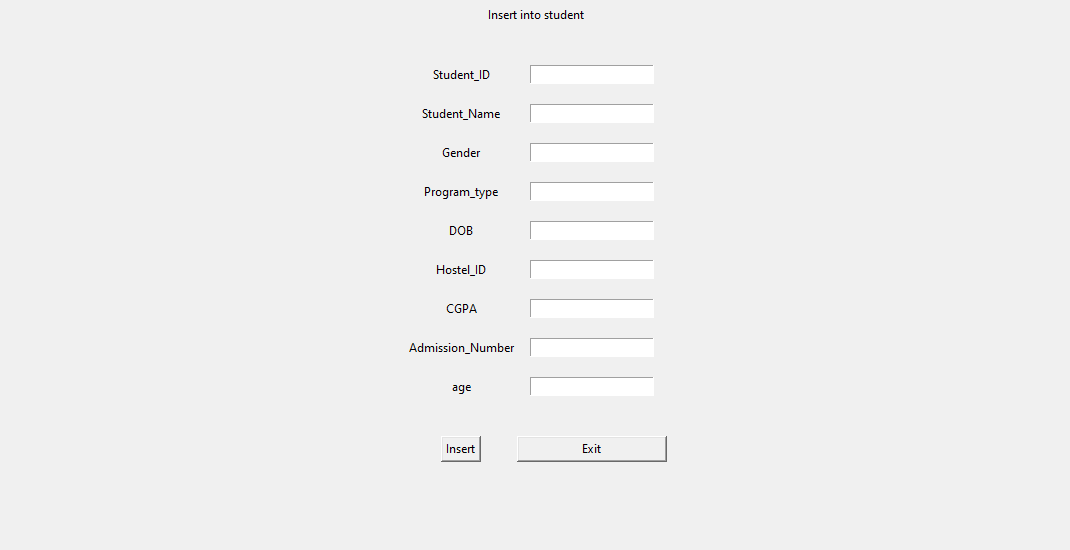 Insert into student
Student_ID
Student_Name
Gender
Program_type
DOB
Hostel_ID
CGPA
Admission_Number
age
Insert Exit